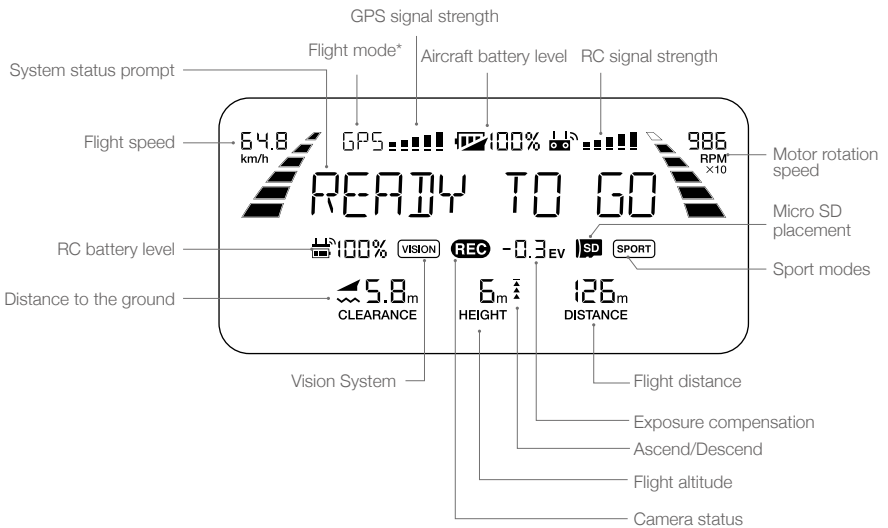 GPS signal strength
Flight mode*
Aircraft battery level
RC signal strength
System status prompt
Flight speed
64.8
km/h
GPS
100%
986
RPM
×10
Motor rotation
speed
READY TO GO
Micro SD
placement
RC battery level
100%
VISION
REC
-0.3 EV
SD
SPORT
Sport modes
Distance to the ground
5.8m
CLEARANCE
6m
HEIGHT
126m
DISTANCE
Vision System
Flight distance
Exposure compensation
Ascend/Descend
Flight altitude
Camera status